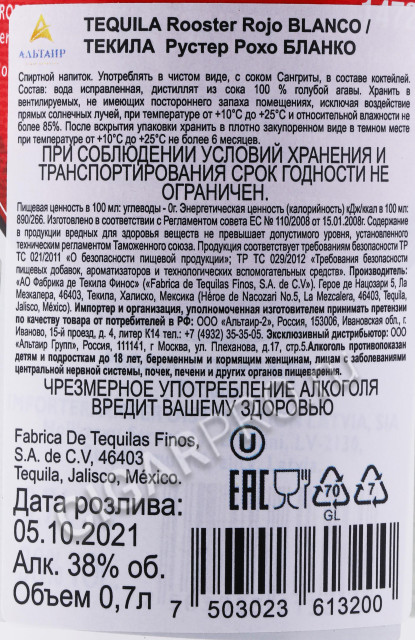 АЛЬТАИР
TEQUILA Rooster Rojo BLANCO /
ТЕКИЛА Рустер Рохо БЛАНКО
Спиртной напиток. Употреблять в чистом виде, с соком Сангриты, в составе коктейлей.
Состав: вода исправленная, дистиллят из сока 100 % голубой агавы. Хранить в
вентилируемых, не имеющих постороннего запаха помещениях, исключая воздействие
прямых солнечных лучей, при температуре от +10°С до +25°С и относительной влажности не
более 85%. После вскрытия упаковки хранить в плотно закупоренном виде в темном месте
при температуре от +10°С до +25°С не более 6 месяцев.
ПРИ СОБЛЮДЕНИИ УСЛОВИЙ ХРАНЕНИЯ И
ТРАНСПОРТИРОВАНИЯ СРОК ГОДНОСТИ НЕ
ОГРАНИЧЕН.
Пищевая ценность в 100 мл: углеводы - 0г. Энергетическая ценность (калорийность) кДж/ккал в 100 мл:
890/266. Изготовлено в соответствии с Регламентом совета ЕС № 110/2008 от 15.01.2008г. Содержание
в продукции вредных для здоровья веществ не превышает допустимого уровня, установленного
техническим регламентом Таможенного союза. Продукция соответствует требованиям безопасности ТР
ТС 021/2011 «О безопасности пищевой продукции»; ТР ТС 029/2012 «Требования безопасности
пищевых добавок, ароматизаторов и технологических вспомогательных средств». Производитель:
«АО Фабрика де Текила Финос» («Fabrica de Tequilas Finos, S.A. de C.V»). Герое де Нацозари 5, Ла
Мезкалера, 46403, Текила, Халиско, Мексика (Héroe de Nacozari No.5, La Mezcalera, 46403, Tequila,
Jalisco, México). Импортер и организация, уполномоченная изготовителем принимать претензии
по качеству товара от потребителей в РФ: ООО «Альтаир-2», Россия, 153006, Ивановская обл., г.
Иваново, 15-й проезд, д. 4, литер К14 тел.: +7 (4932) 35-35-05. Эксклюзивный дистрибутор: ООО
«Альтаир Групп», Россия, 111141, г. Москва, ул. Плеханова, д.17, стр.5.Алкоголь противопоказан
детям и подросткам до 18 лет, беременным и кормящим женщинам, лицам с заболеваниями
центральной нервной системы, почек, печени и других органов пищеварения.
ЧРЕЗМЕРНОЕ УПОТРЕБЛЕНИЕ АЛКОГОЛЯ
ВРЕДИТ ВАШЕМУ ЗДОРОВЬЮ
Fabrica De Tequilas Finos,
S.A. de C.V, 46403
Tequila, Jalisco, México.
U
EAC
70
GL
7
Дата розлива:
05.10.2021
Алк. 38% об.
Объем 0,7л
7 503023 613200